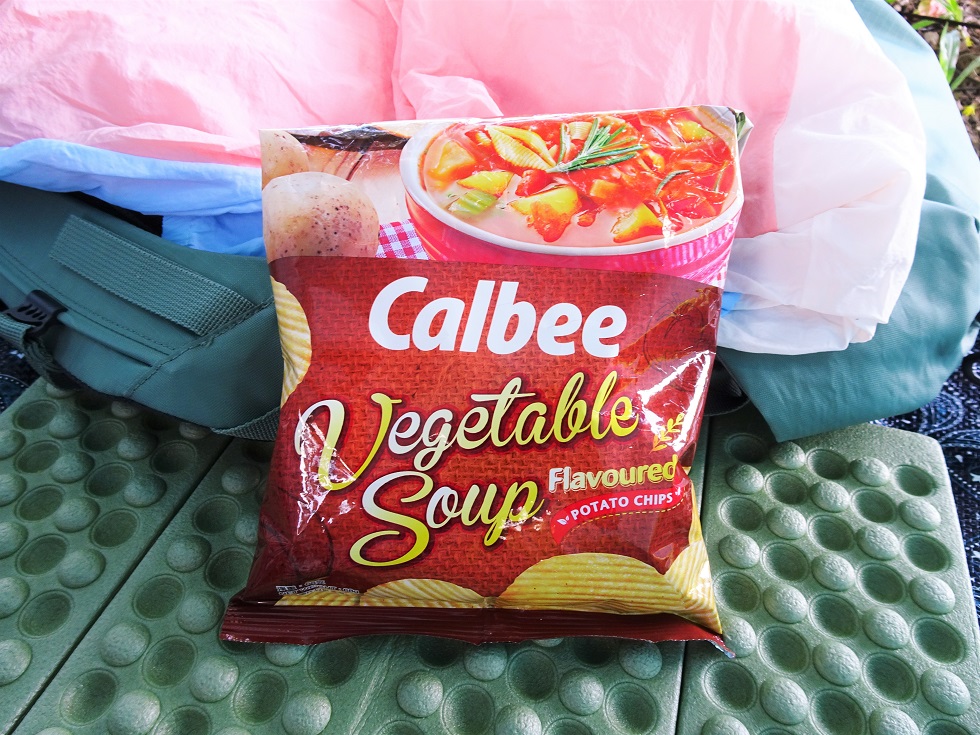 Calbee
Vegetable
Soup
Flavoured
POTATO CHIPS